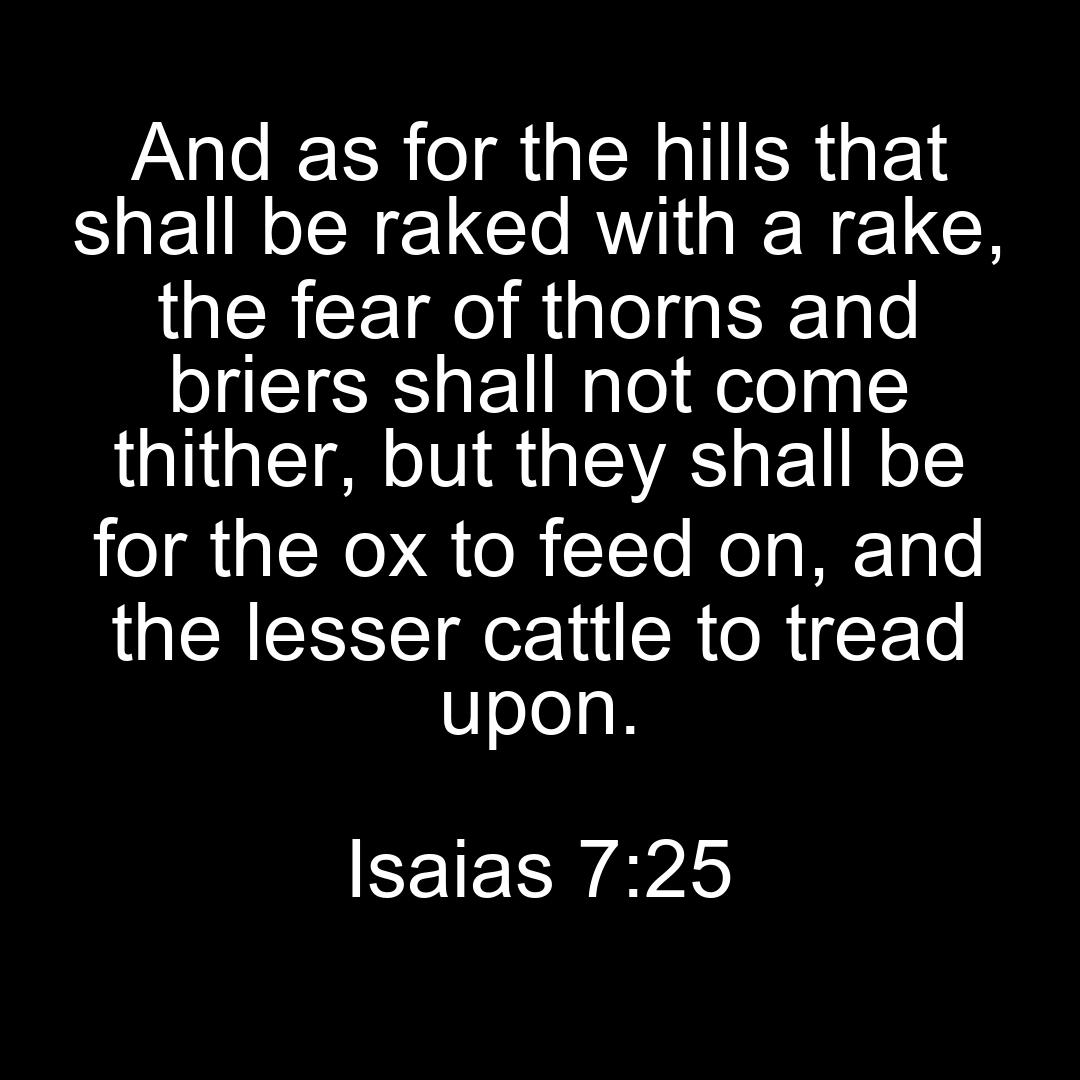 And as for the hills that
shall be raked with a rake,
the fear of thorns and
briers shall not come
thither, but they shall be
for the ox to feed on, and
the lesser cattle to tread
upon.
Isaias 7:25